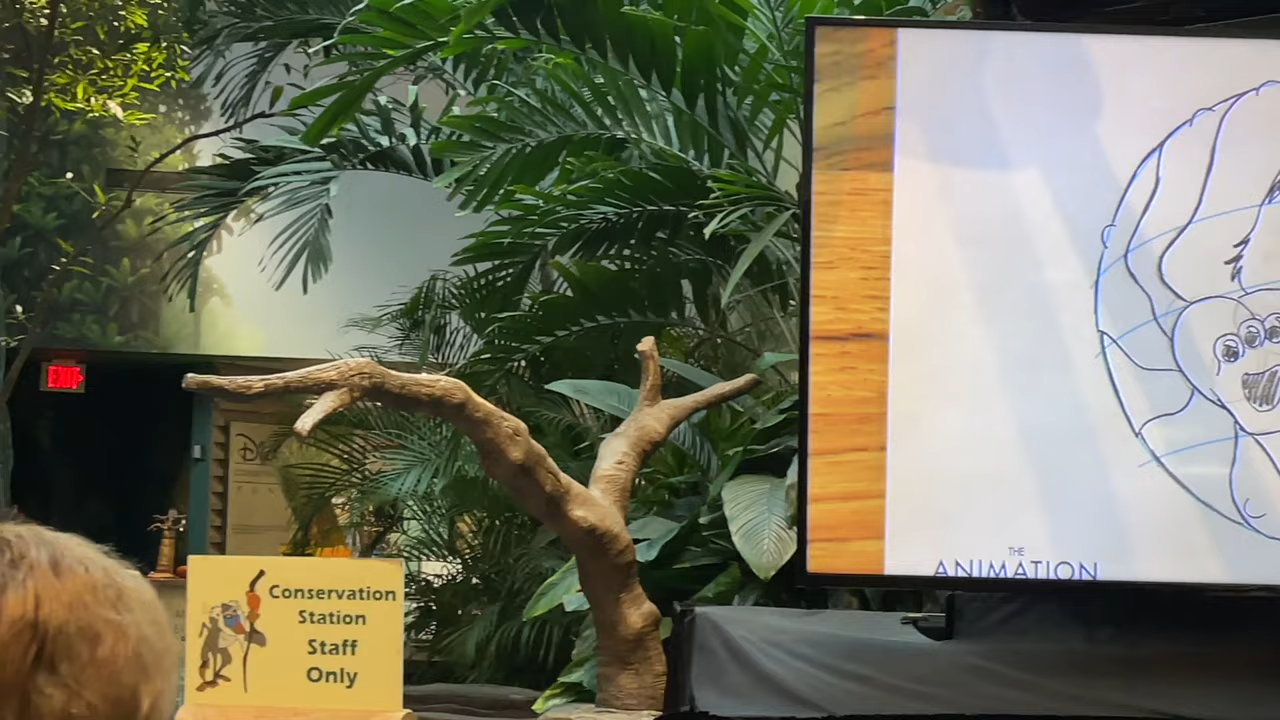 EXIT
Conservation
Station
Staff
Only
THE
ANIMATION